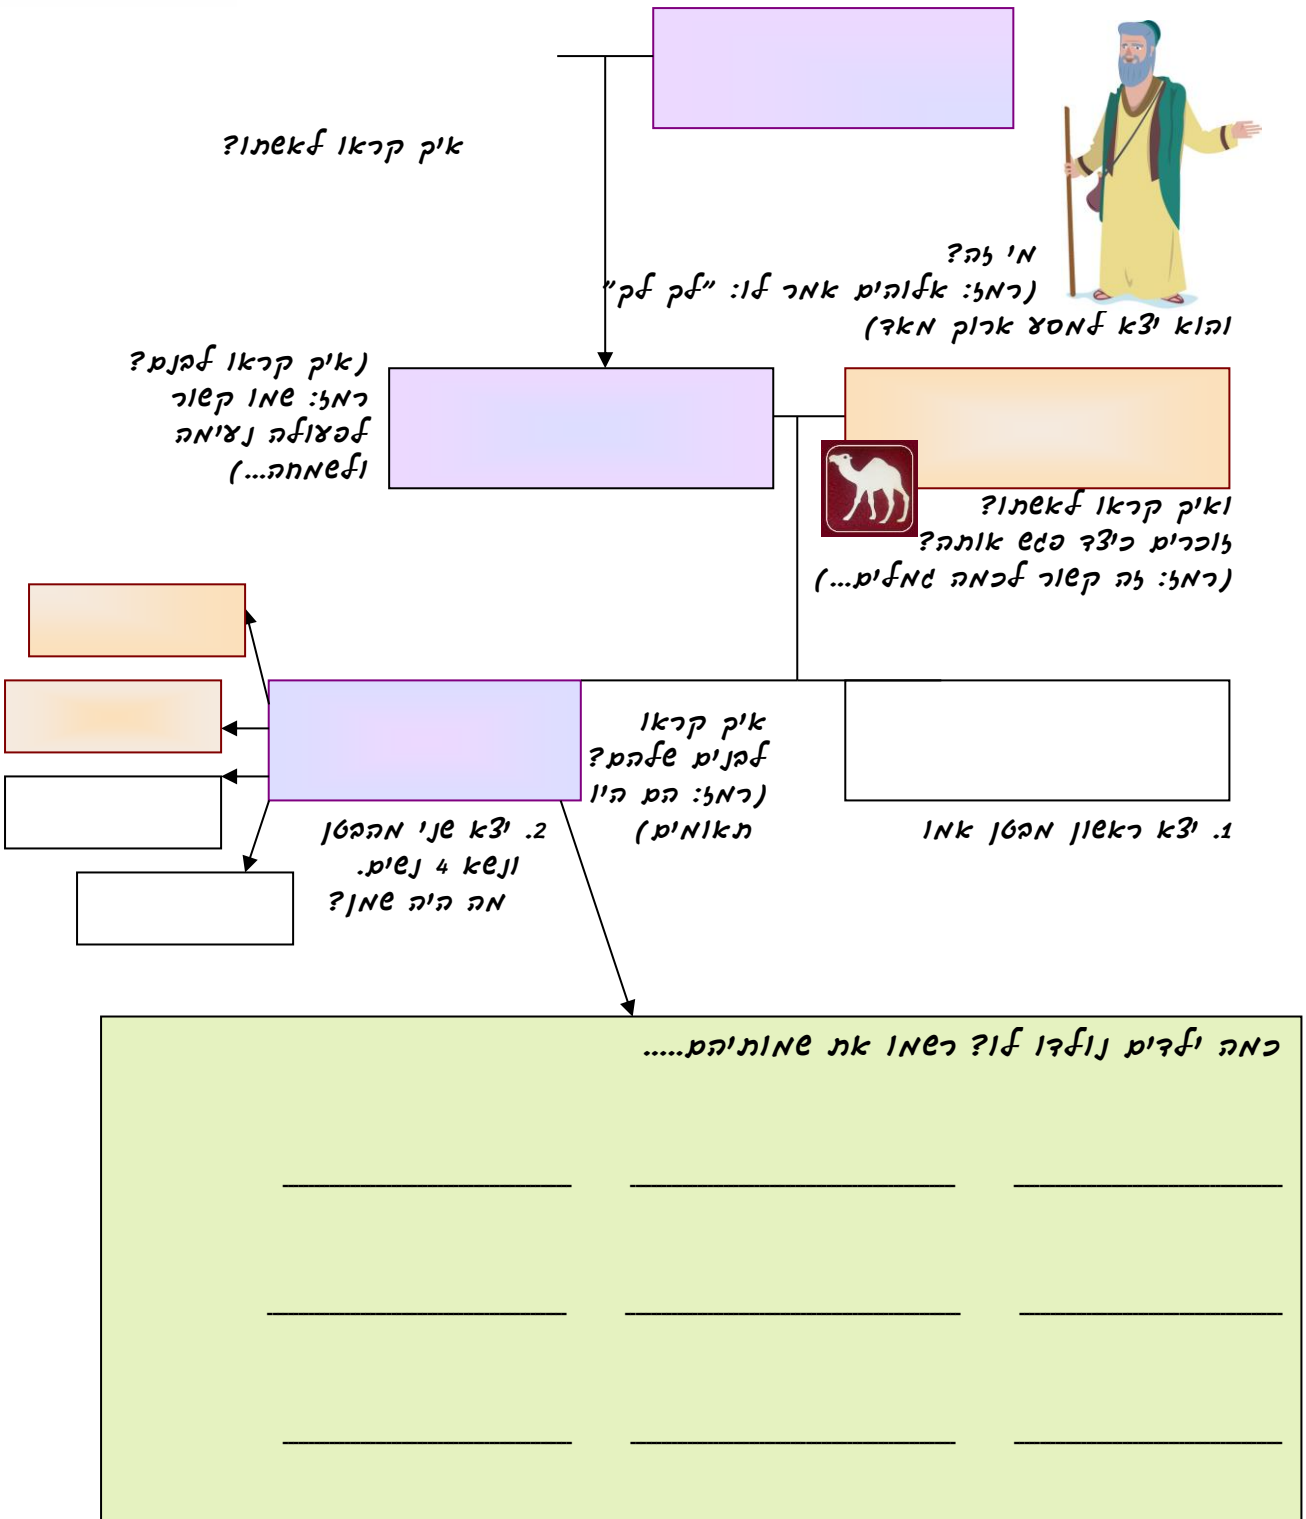 איך קראו לאשתו?
מי זה?
(רמז: אלוהים אמר לו: "לך לך"
והוא יצא למסע ארוך מאד)
(איך קראו לבנם?
רמז: שמו קשור
לפעולה נעימה
ולשמחה...)
ואיך קראו לאשתו?
זוכרים כיצד פגש אותה?
(רמז: זה קשור לכמה גמלים...)
איך קראו
לבנים שלהם?
(רמז: הם היו
תאומים)
1. יצא ראשון מבטן אמו
2. יצא שני מהבטן
ונשא 4 נשים.
מה היה שמן?
כמה ילדים נולדו לו? רשמו את שמותיהם.....